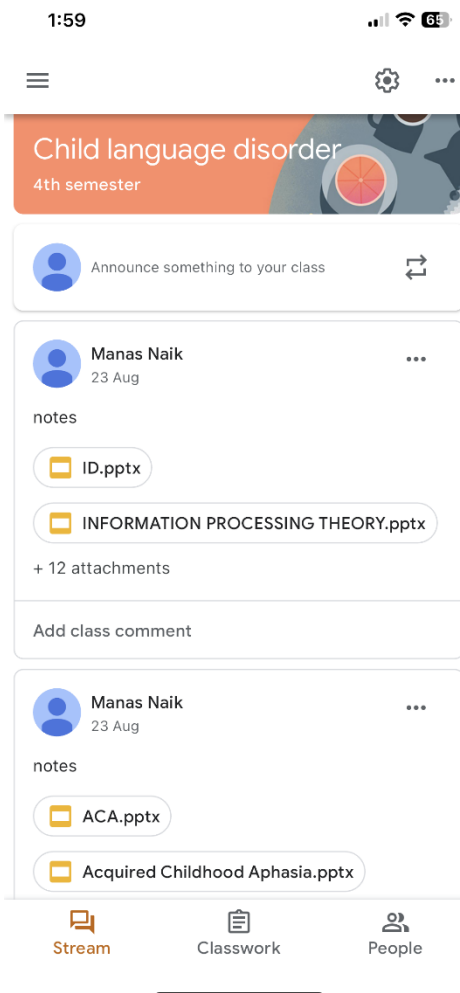 1:59
65
Child language disorder
4th semester
Announce something to your class
Manas Naik
23 Aug
notes
ID.pptx
INFORMATION PROCESSING THEORY.pptx
+ 12 attachments
Add class comment
Manas Naik
23 Aug
notes
ACA.pptx
Acquired Childhood Aphasia.pptx
Stream
Classwork
People